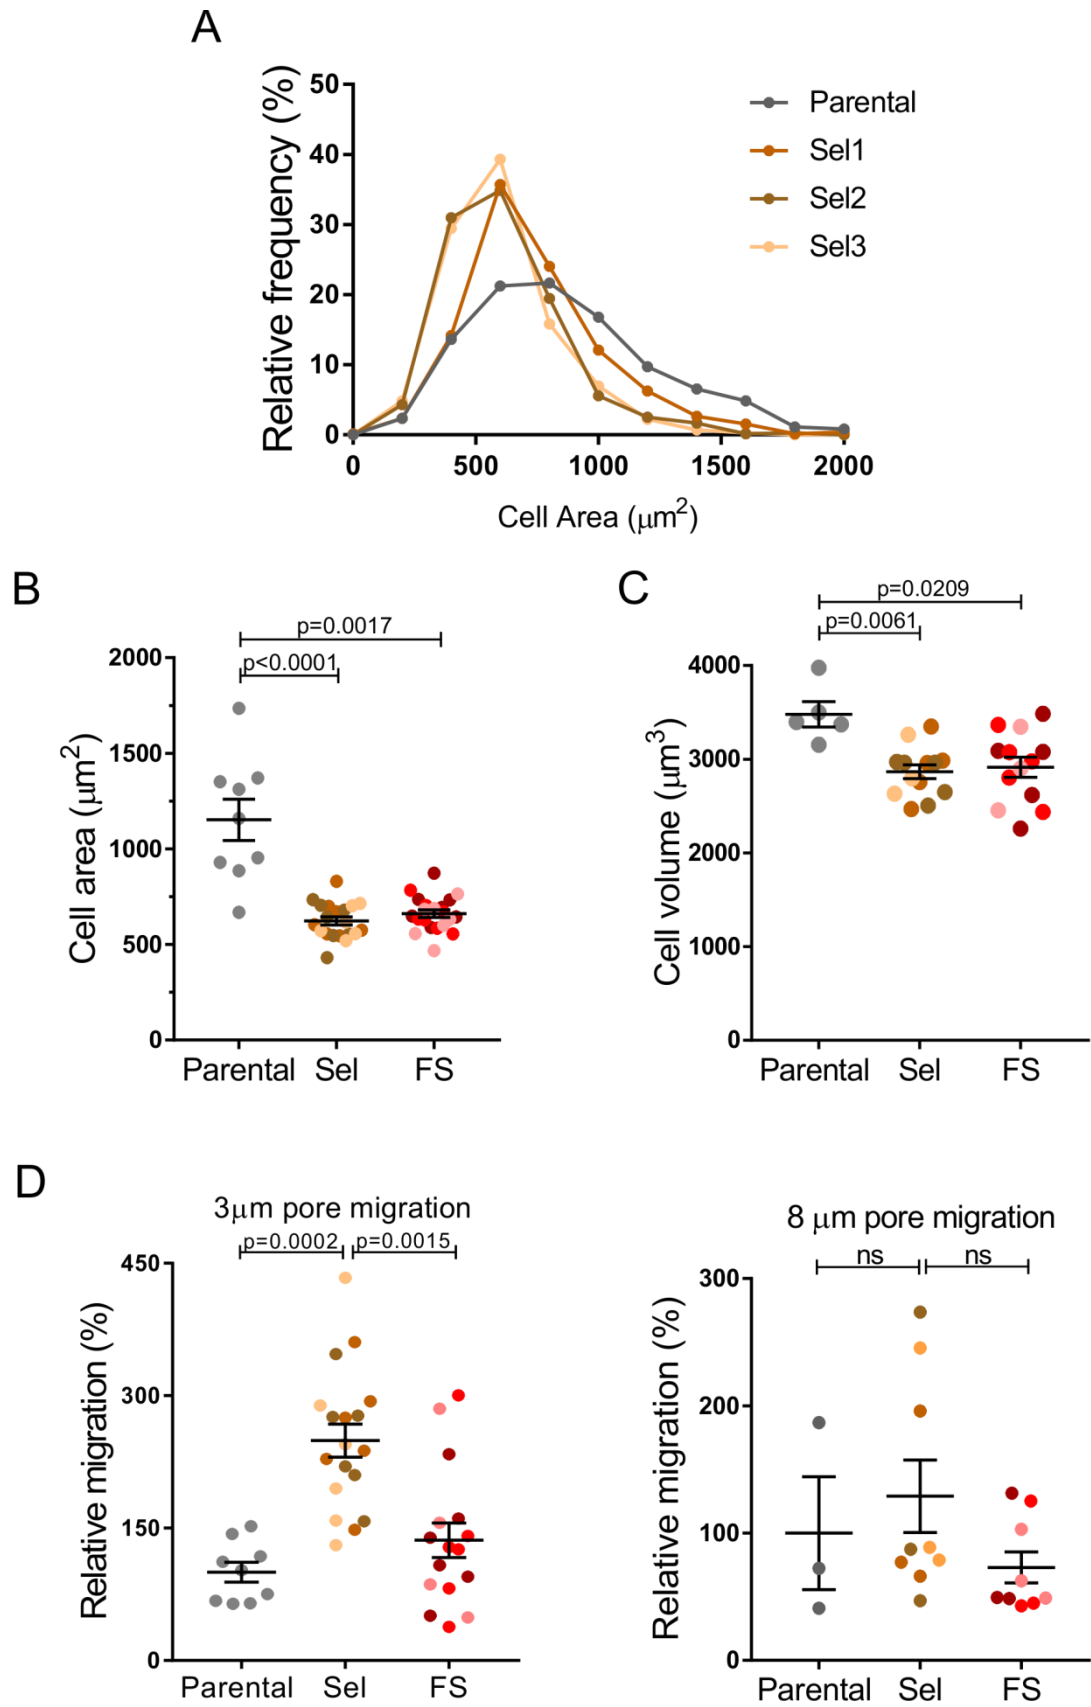 A
Relative frequency (%)
50
40
30
20
10
0
0 500 1000 1500 2000
Cell Area (μm²)
Parental
Sel1
Sel2
Sel3
B
p=0.0017
p<0.0001
Cell area (μm²)
2000
1500
1000
500
0
Parental Sel FS
C
p=0.0209
p=0.0061
Cell volume (μm³)
4000
3000
2000
1000
0
Parental Sel FS
D
3μm pore migration
p=0.0002 p=0.0015
Relative migration (%)
450
300
150
0
Parental Sel FS
8 μm pore migration
ns ns
Relative migration (%)
300
200
100
0
Parental Sel FS